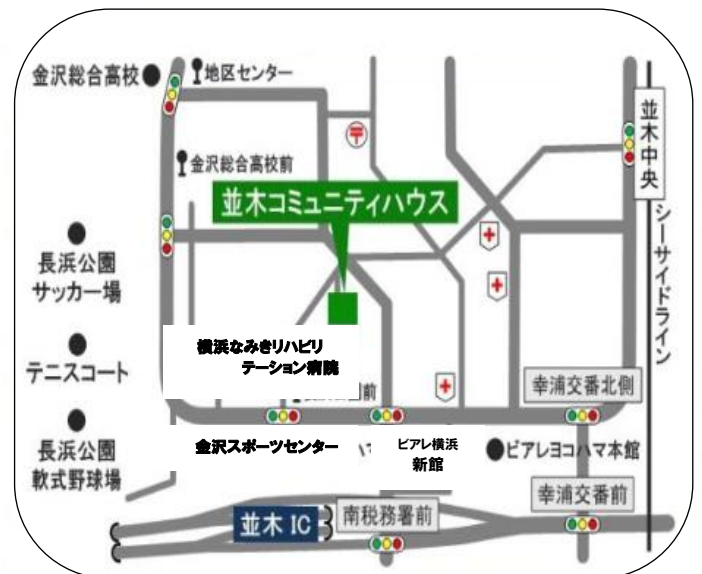 金沢総合高校
地区センター
金沢総合高校前
並木コミュニティハウス
並木中央
シーサイドライン
長浜公園
サッカー場
テニスコート
横浜なみきリハビリ
テーション病院
長浜公園
軟式野球場
金沢スポーツセンター
ピアレ横浜
新館
幸浦交番北側
ピアレヨコハマ本館
幸浦交番前
南税務署前
並木 IC